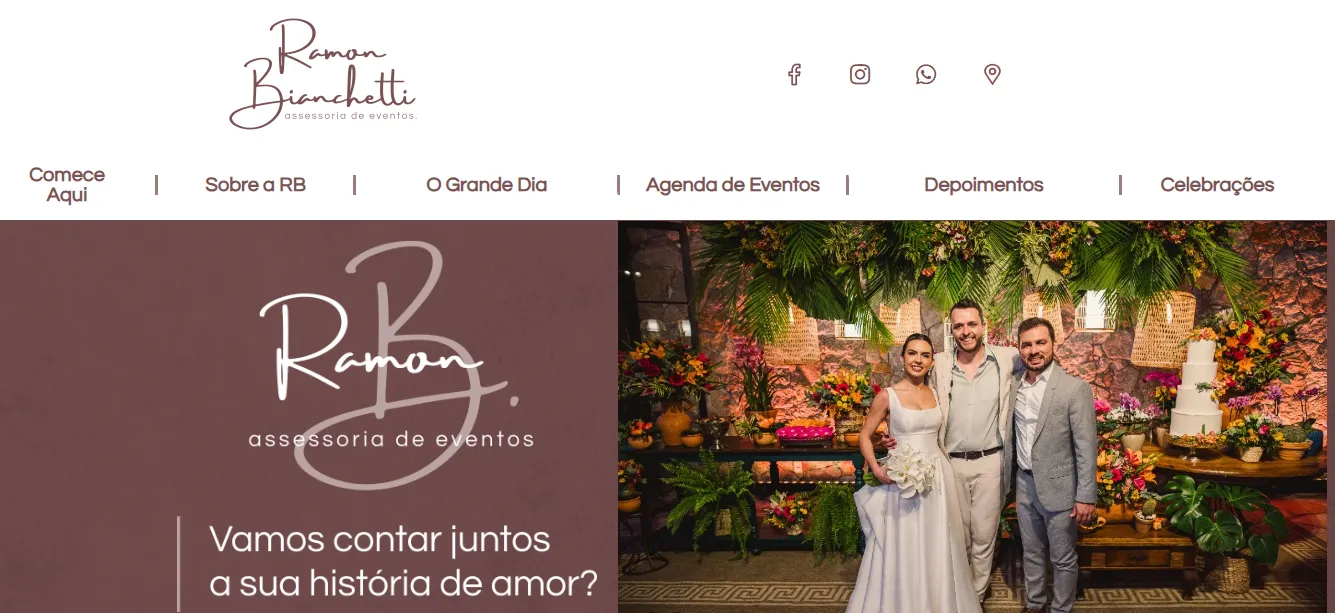 Ramon
Bianchetti
assessoria de eventos.
Comece
Aqui
Sobre a RB
O Grande Dia
Agenda de Eventos
Depoimentos
Celebrações
B.
Ramon
assessoria de eventos
Vamos contar juntos
a sua história de amor?